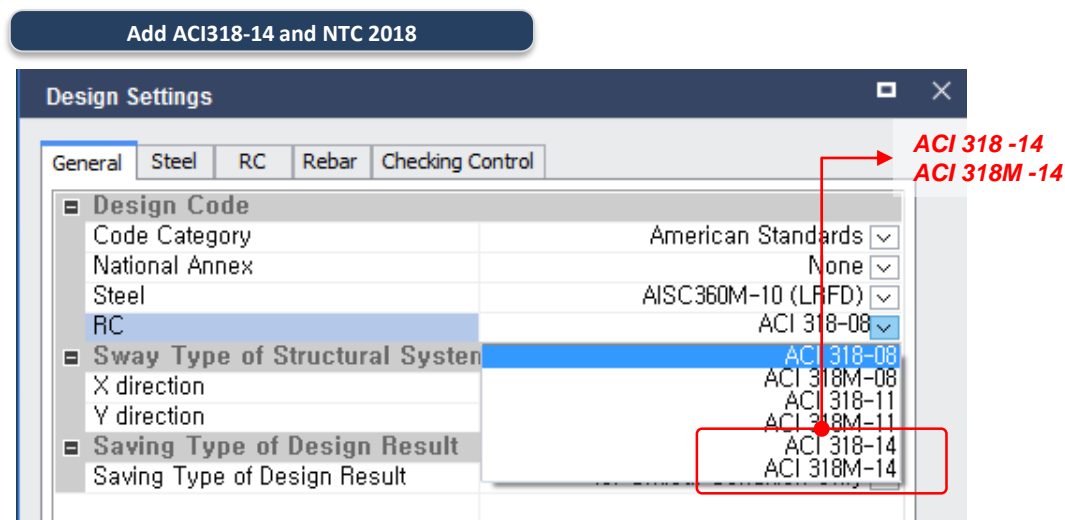 Add ACI318-14 and NTC 2018
Design Settings
General Steel RC Rebar Checking Control
ACI 318 -14
ACI 318M -14
Design Code
Code Category American Standards
National Annex None
Steel AISC360M-10 (LRFD)
RC ACI 318-08
ACI 318-08
ACI 318M-08
ACI 318-11
ACI 318M-11
ACI 318-14
ACI 318M-14
Sway Type of Structural System
X direction
Y direction
Saving Type of Design Result
Saving Type of Design Result